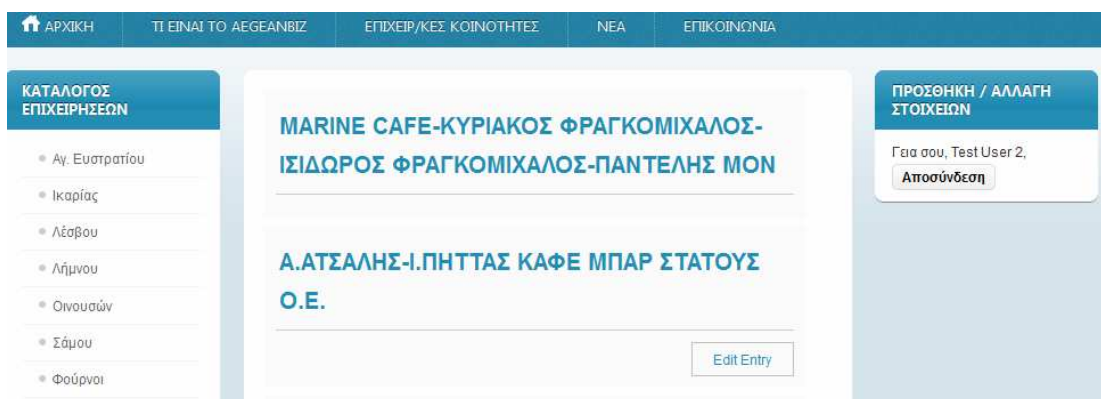 ΑΡΧΙΚΗ ΤΙ ΕΙΝΑΙ ΤΟ AEGEANBIZ ΕΠΙΧΕΙΡ/ΚΕΣ ΚΟΙΝΟΤΗΤΕΣ ΝΕΑ ΕΠΙΚΟΙΝΩΝΙΑ
ΚΑΤΑΛΟΓΟΣ
ΕΠΙΧΕΙΡΗΣΕΩΝ
Αγ. Ευστρατίου
Ικαρίας
Λέσβου
Λήμνου
Οινουσών
Σάμου
Φούρνοι
MARINE CAFE-ΚΥΡΙΑΚΟΣ ΦΡΑΓΚΟΜΙΧΑΛΟΣ-
ΙΣΙΔΩΡΟΣ ΦΡΑΓΚΟΜΙΧΑΛΟΣ-ΠΑΝΤΕΛΗΣ ΜΟΝ
Α.ΑΤΣΑΛΗΣ-Ι.ΠΗΤΤΑΣ ΚΑΦΕ ΜΠΑΡ ΣΤΑΤΟΥΣ
Ο.Ε.
Edit Entry
ΠΡΟΣΘΗΚΗ / ΑΛΛΑΓΗ
ΣΤΟΙΧΕΙΩΝ
Γεια σου, Test User 2,
Αποσύνδεση